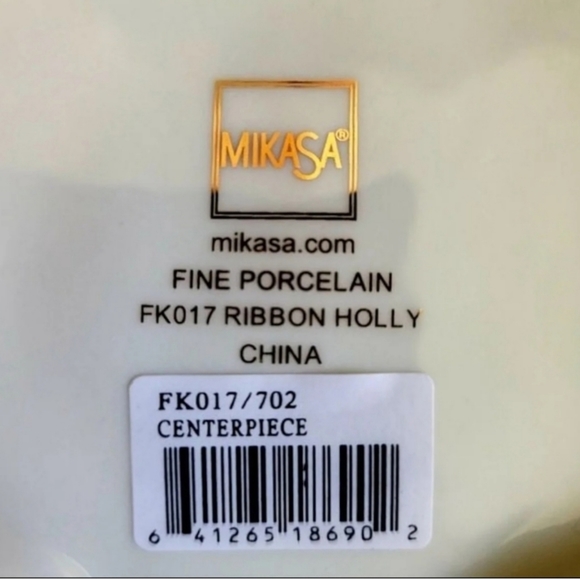 MIKASA®
mikasa.com
FINE PORCELAIN
FK017 RIBBON HOLLY
CHINA
FK017/702
CENTERPIECE
6 41265 18690 2